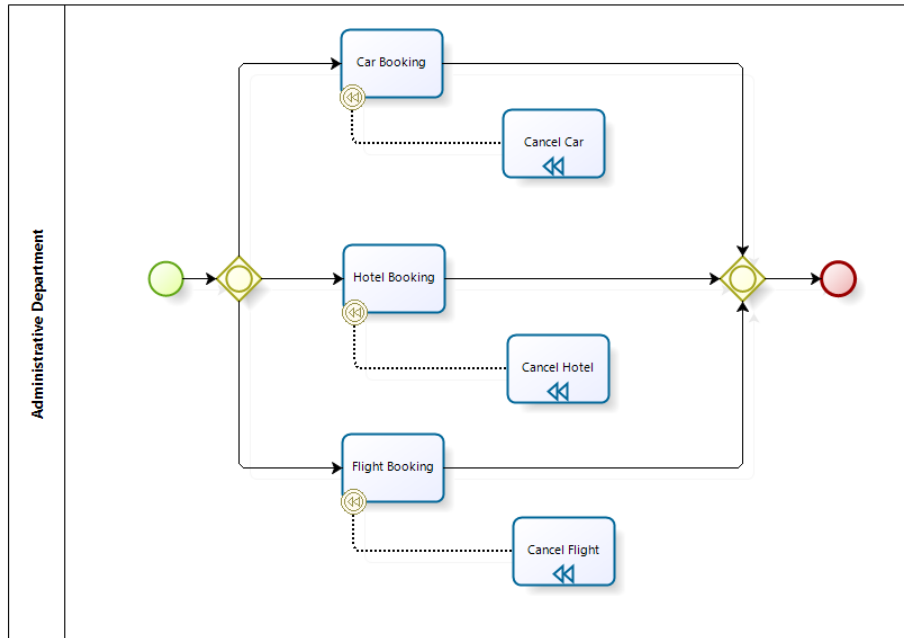 Administrative Department
Car Booking
Cancel Car
Hotel Booking
Cancel Hotel
Flight Booking
Cancel Flight